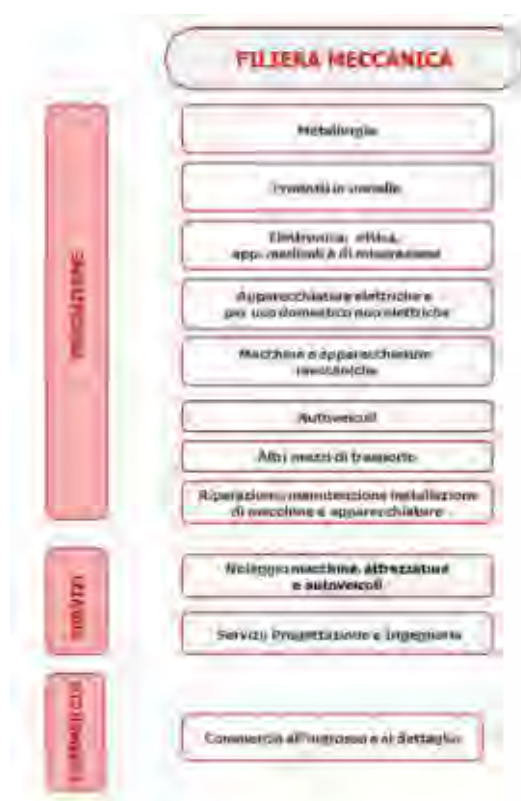 FILIERA MECCANICA
INDUSTRIA
Metallurgia
Prodotti in metallo
Elettronica, ottica,
app. medicali e di misurazione
Apparecchiature elettriche e
per uso domestico non elettriche
Macchine e apparecchiature
meccaniche
Autoveicoli
Altri mezzi di trasporto
Riparazione, manutenzione installazione
di macchine e apparecchiature
SERVIZI
Noleggio macchine, attrezzature
e autoveicoli
Servizi Progettazione e Ingegneria
COMMERCIO
Commercio all'ingrosso e al dettaglio